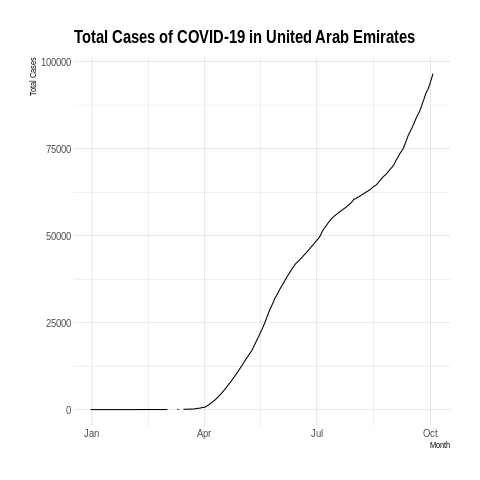 Total Cases of COVID-19 in United Arab Emirates
Total Cases
100000
75000
50000
25000
0
Jan Apr Jul Oct
Month